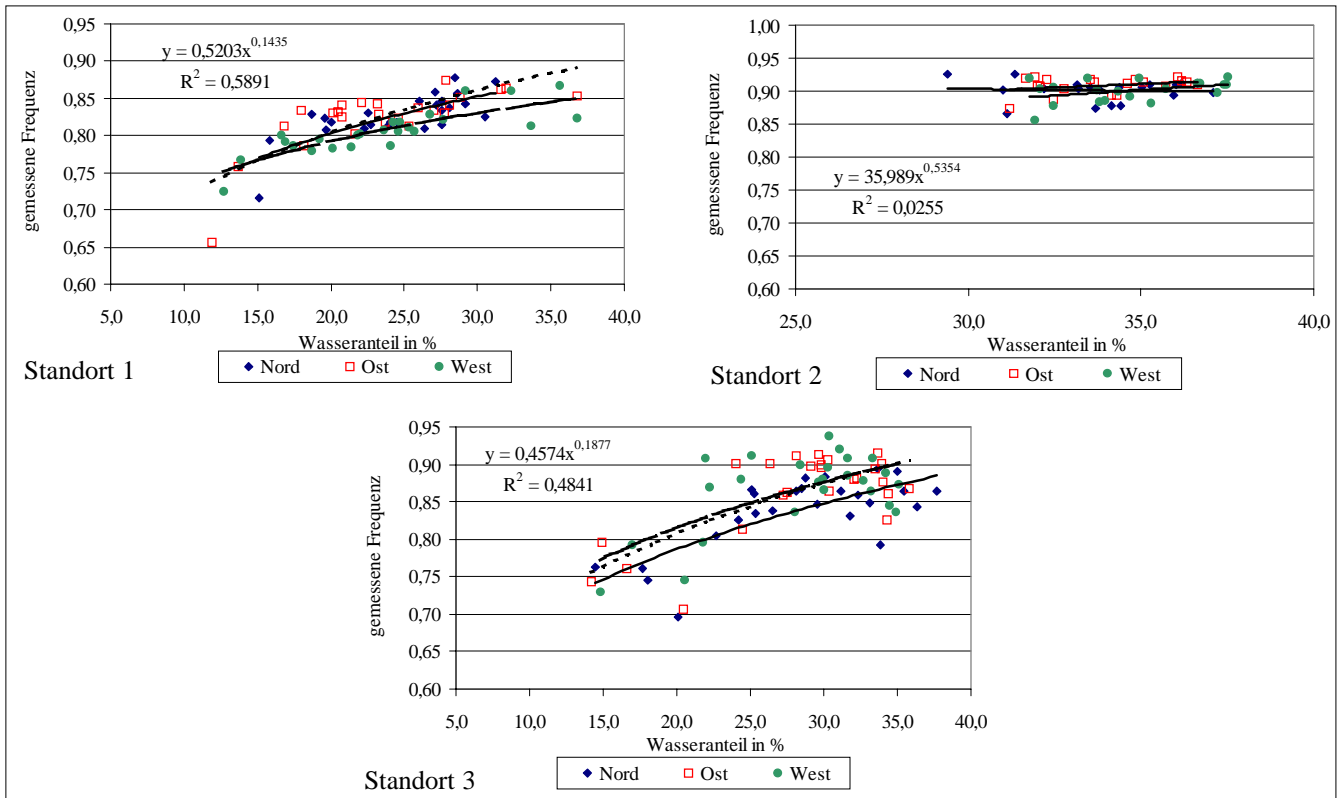 0,95
0,90
0,85
0,80
0,75
0,70
0,65
0,60
gemessene Frequenz
y = 0,5203x^0,1435
R² = 0,5891
5,0 10,0 15,0 20,0 25,0 30,0 35,0 40,0
Wasseranteil in %
Standort 1
Nord Ost West
1,00
0,95
0,90
0,85
0,80
0,75
0,70
0,65
0,60
gemessene Frequenz
y = 35,989x^0,5354
R² = 0,0255
25,0 30,0 35,0 40,0
Wasseranteil in %
Standort 2
Nord Ost West
0,95
0,90
0,85
0,80
0,75
0,70
0,65
0,60
gemessene Frequenz
y = 0,4574x^0,1877
R² = 0,4841
5,0 10,0 15,0 20,0 25,0 30,0 35,0 40,0
Wasseranteil in %
Standort 3
Nord Ost West